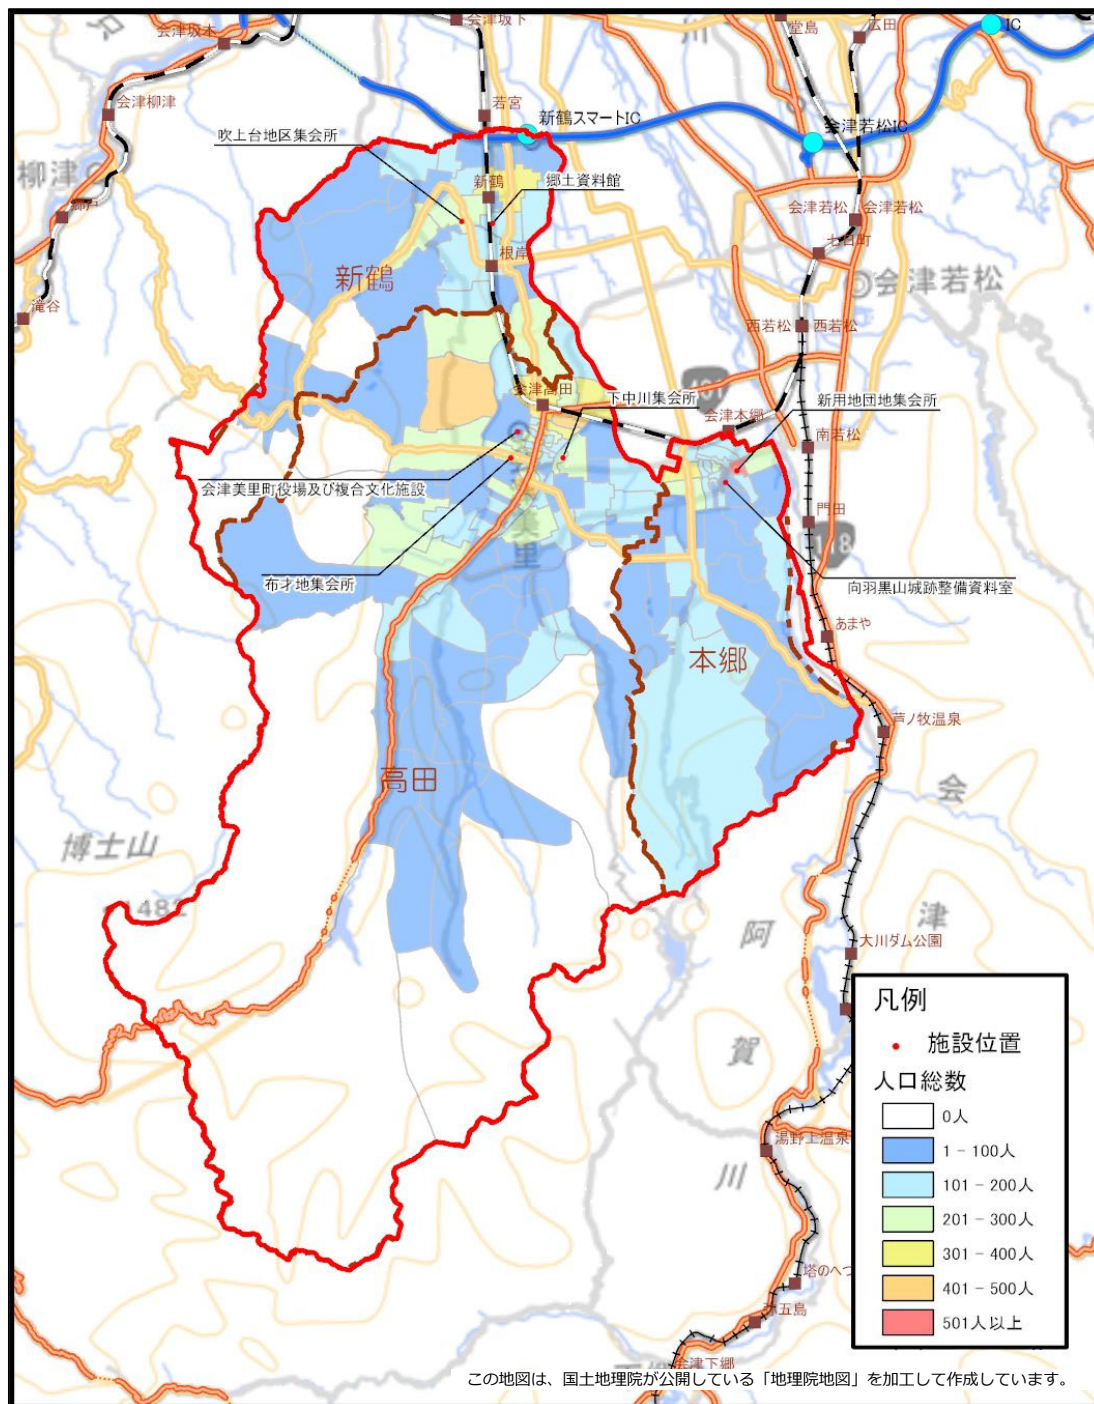 会津坂下
堂島
広田
IC
会津坂本
会津柳津
若宮
新鶴スマートIC
会津若松IC
吹上台地区集会所
柳津
郷戸
新鶴
郷土資料館
会津若松
会津若松
七日町
根岸
新鶴
会津若松
滝谷
西若松
西若松
会津高田
下中川集会所
401
新用地団地集会所
会津本郷
南若松
会津美里町役場及び複合文化施設
門田
118
美里
布才地集会所
向羽黒山城跡整備資料室
あまや
本郷
芦ノ牧温泉
高田
会
博士山
1482
津
阿
大川ダム公園
賀
川
湯野上温泉
塔のへつ
弥五島
会津下郷
凡例
施設位置
人口総数
0人
1 - 100人
101 - 200人
201 - 300人
301 - 400人
401 - 500人
501人以上
この地図は、国土地理院が公開している「地理院地図」を加工して作成しています。